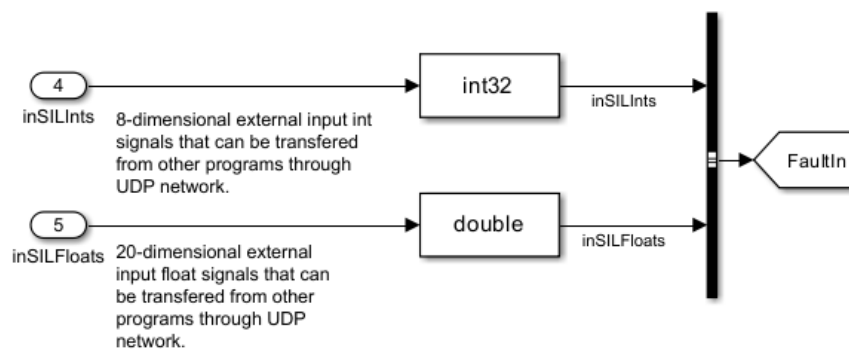 4
inSILInts
8-dimensional external input int
signals that can be transfered
from other programs through
UDP network.
int32
inSILInts
5
inSILFloats
20-dimensional external
input float signals that can
be transfered from other
programs through UDP
network.
double
inSILFloats
FaultIn